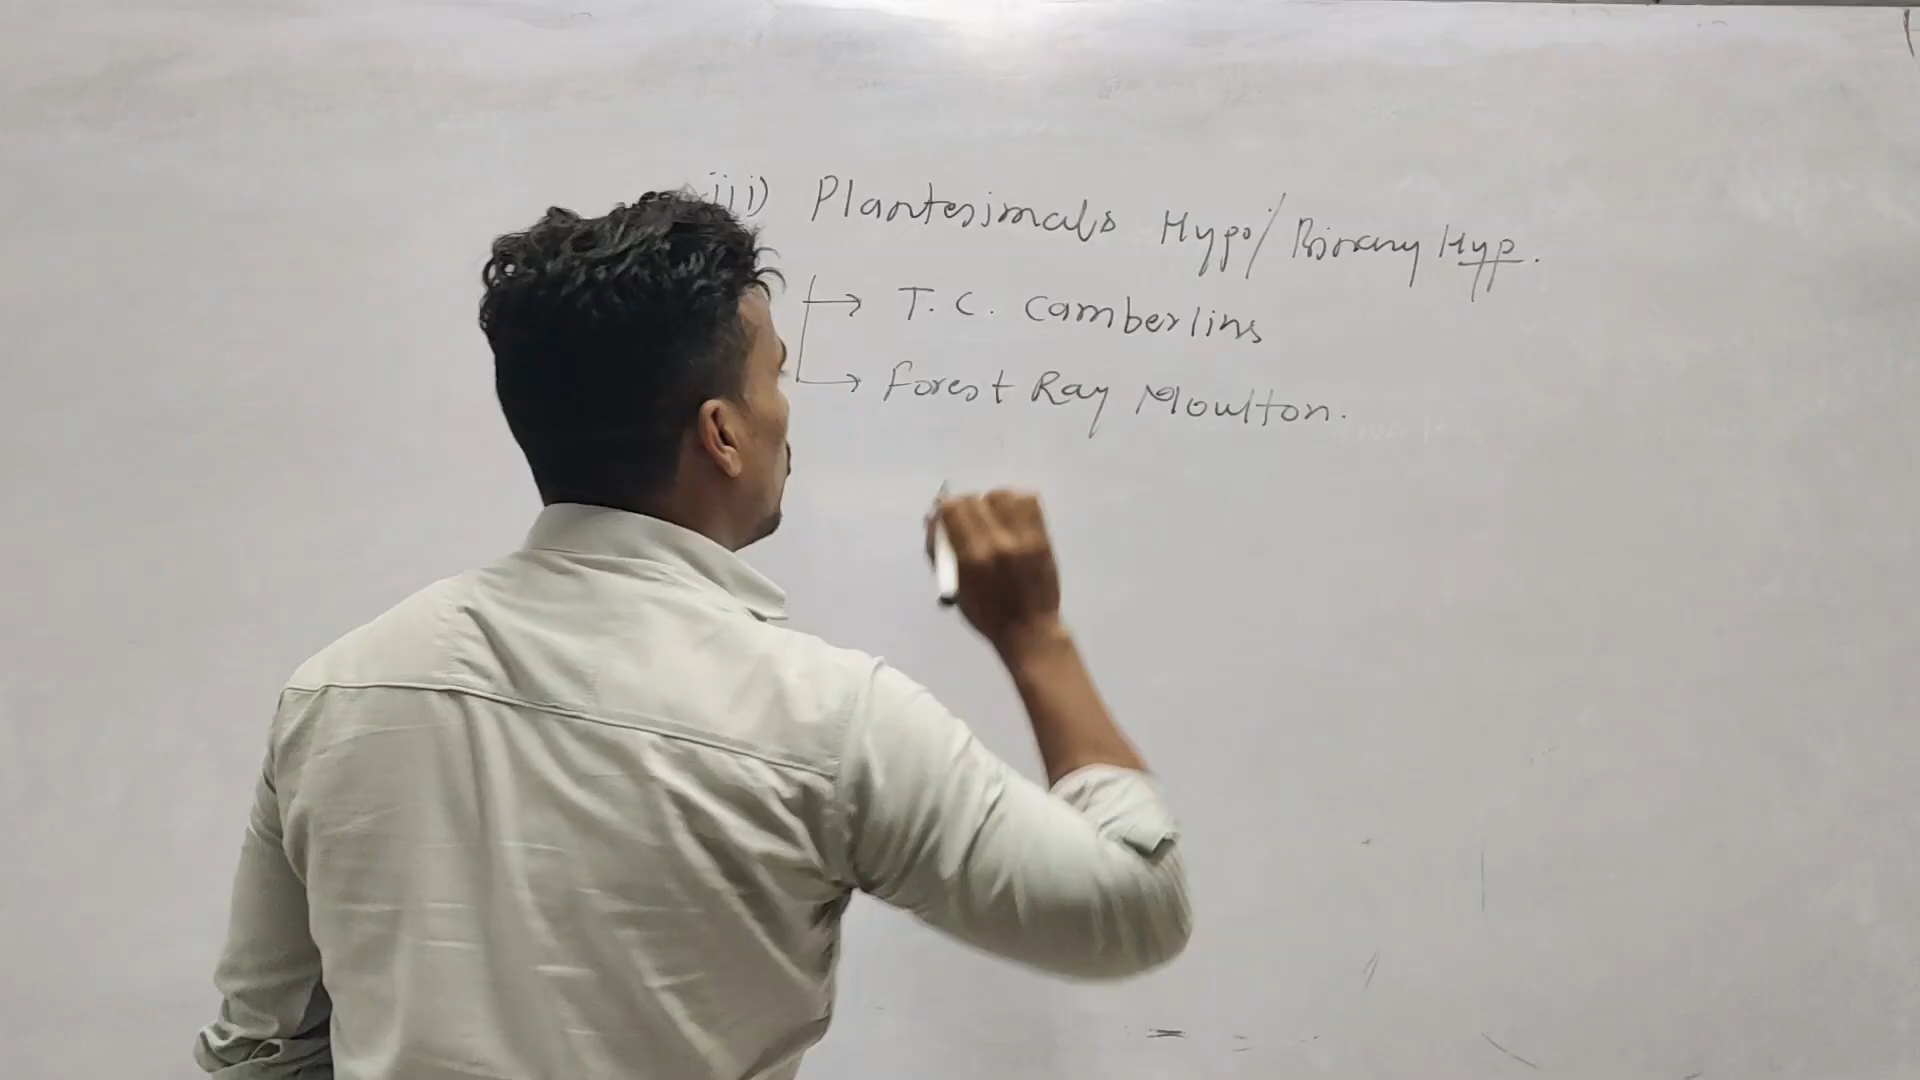 iii) Plantesimals Hypo/Binary Hyp.
→ T.C. Camberlins
→ Forest Ray Moulton.